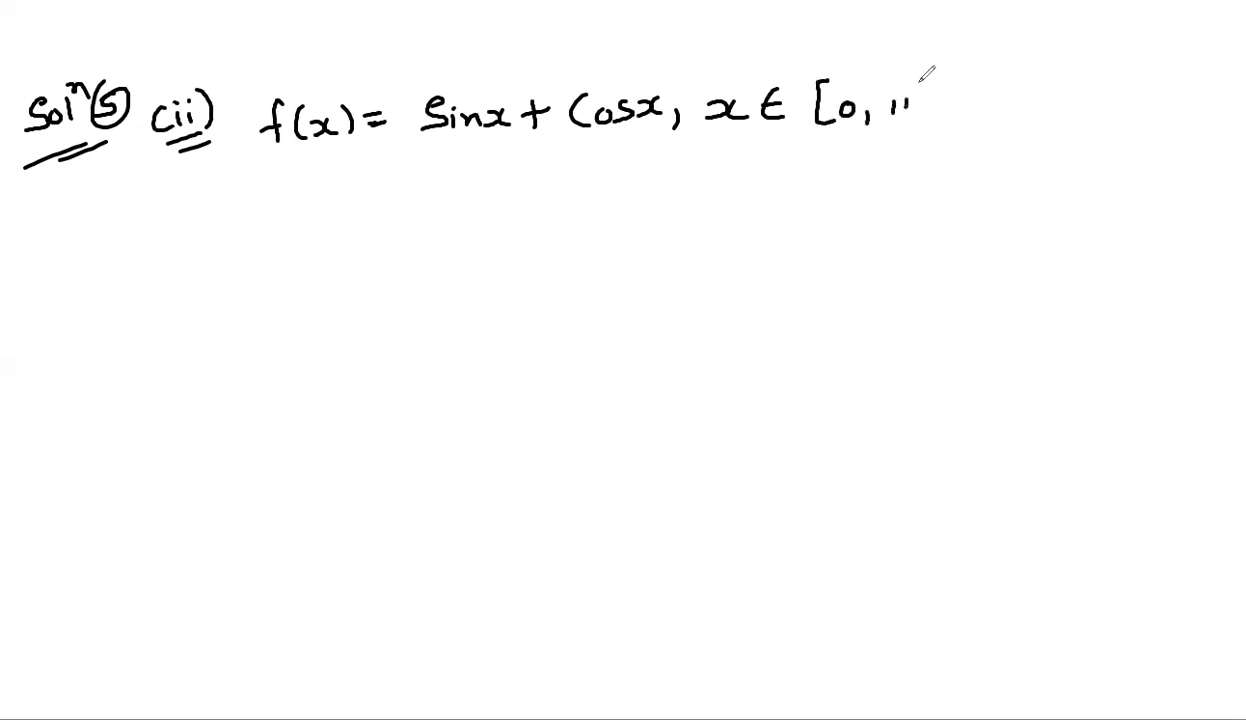 Solⁿ ⑤ (ii) f(x) = sinx + cosx, x ∈ [0,